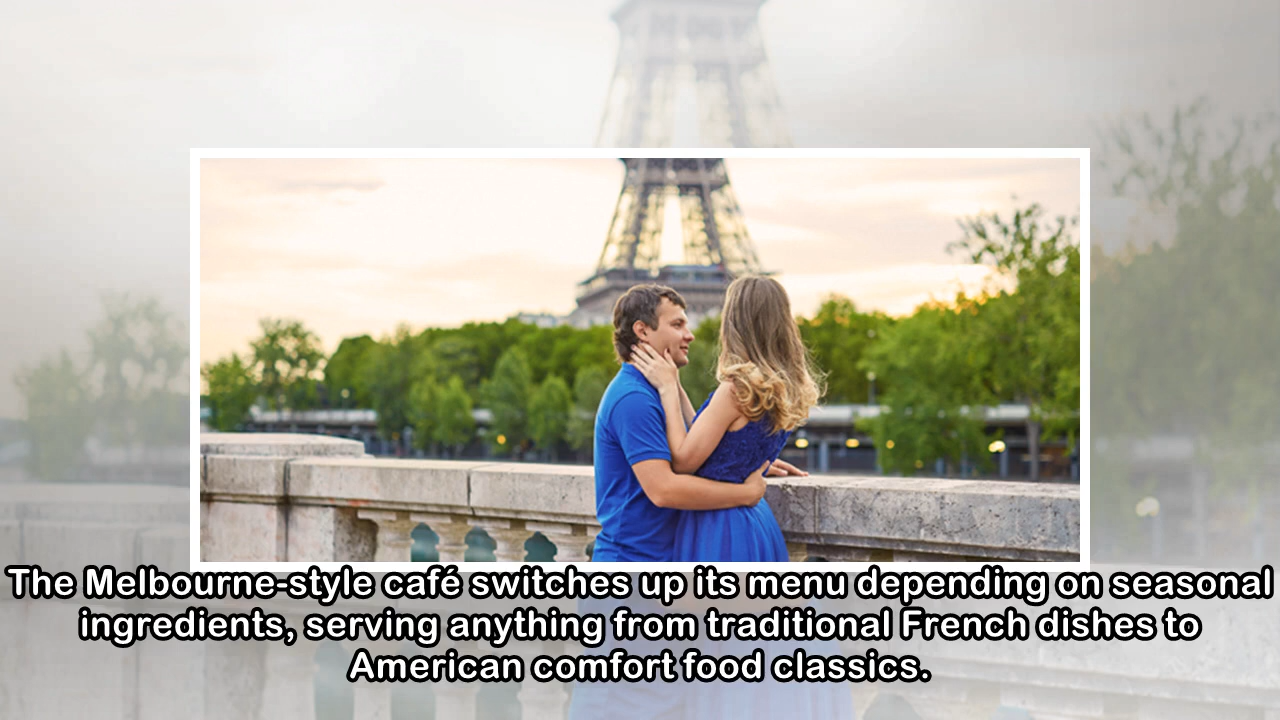 The Melbourne-style café switches up its menu depending on seasonal
ingredients, serving anything from traditional French dishes to
American comfort food classics.